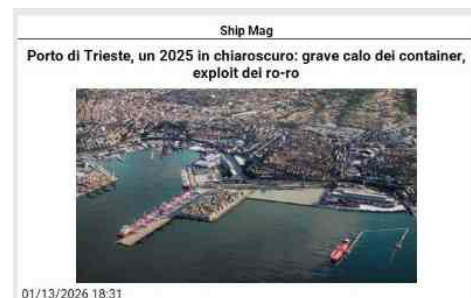 Ship Mag
Porto di Trieste, un 2025 in chiaroscuro: grave calo dei container,
exploit dei ro-ro
01/13/2026 18:31